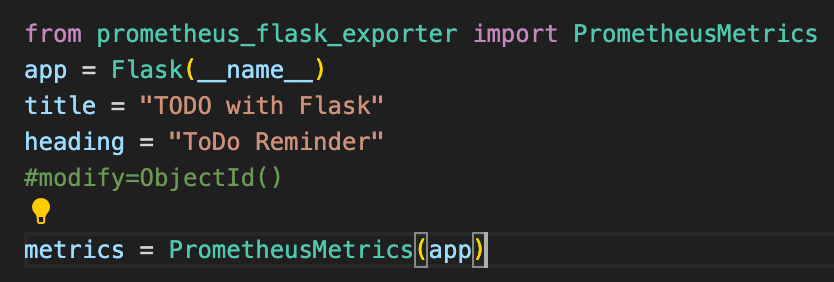 from prometheus_flask_exporter import PrometheusMetrics
app = Flask(__name__)
title = "TODO with Flask"
heading = "ToDo Reminder"
#modify=ObjectId()
metrics = PrometheusMetrics(app)